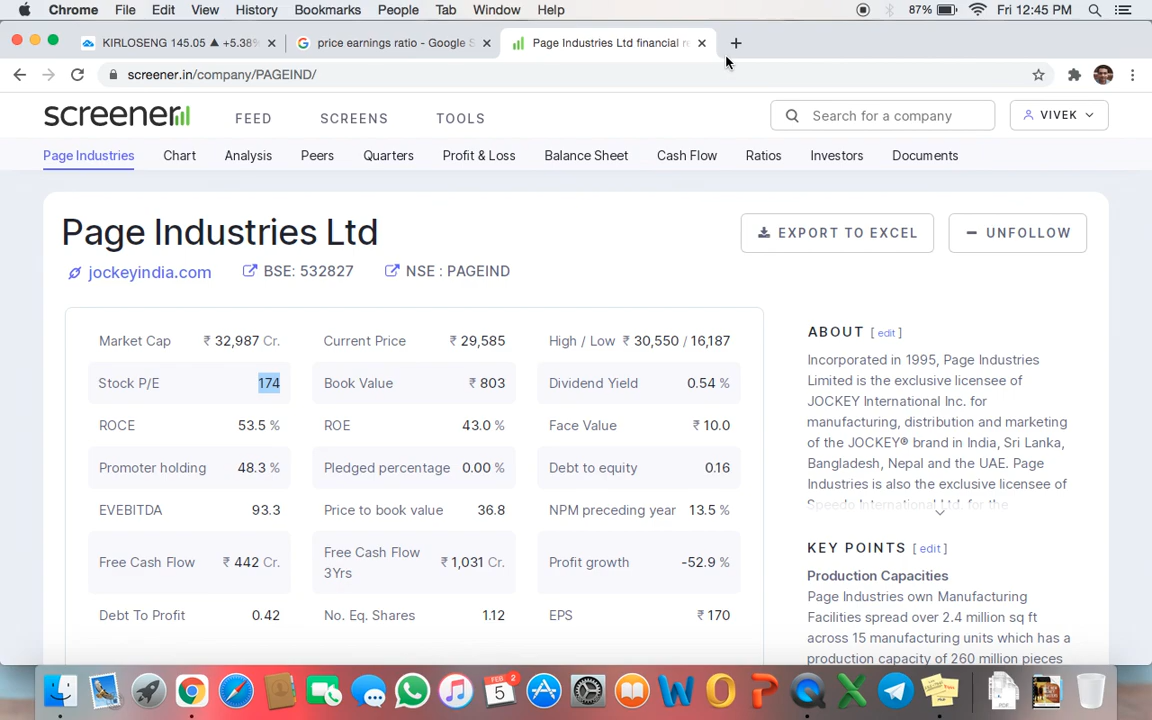 Chrome File Edit View History Bookmarks People Tab Window Help 87% Fri 12:45 PM
KIRLOSENG 145.05 ▲ +5.38% price earnings ratio - Google S Page Industries Ltd financial re
screener.in/company/PAGEIND/
screener FEED SCREENS TOOLS Search for a company VIVEK
Page Industries Chart Analysis Peers Quarters Profit & Loss Balance Sheet Cash Flow Ratios Investors Documents
Page Industries Ltd
EXPORT TO EXCEL UNFOLLOW
jockeyindia.com BSE: 532827 NSE : PAGEIND
Market Cap ₹ 32,987 Cr. Current Price ₹ 29,585 High / Low ₹ 30,550 / 16,187
Stock P/E 174 Book Value ₹ 803 Dividend Yield 0.54 %
ROCE 53.5 % ROE 43.0 % Face Value ₹ 10.0
Promoter holding 48.3 % Pledged percentage 0.00 % Debt to equity 0.16
EVEBITDA 93.3 Price to book value 36.8 NPM preceding year 13.5 %
Free Cash Flow ₹ 442 Cr. Free Cash Flow
3Yrs ₹ 1,031 Cr. Profit growth -52.9 %
Debt To Profit 0.42 No. Eq. Shares 1.12 EPS ₹ 170
ABOUT [ edit ]
Incorporated in 1995, Page Industries
Limited is the exclusive licensee of
JOCKEY International Inc. for
manufacturing, distribution and marketing
of the JOCKEY® brand in India, Sri Lanka,
Bangladesh, Nepal and the UAE. Page
Industries is also the exclusive licensee of
Speedo International Ltd. for the
KEY POINTS [ edit ]
Production Capacities
Page Industries own Manufacturing
Facilities spread over 2.4 million sq ft
across 15 manufacturing units which has a
production capacity of 260 million pieces
FEB 2
5